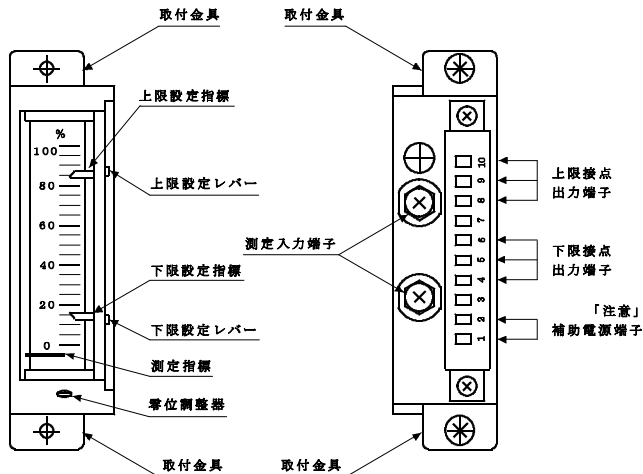 取付金具
取付金具
上限設定指標
%
100
80
60
40
20
0
上限設定レバー
下限設定指標
下限設定レバー
測定指標
零位調整器
取付金具
取付金具
測定入力端子
10
9
8
7
6
5
4
3
2
1
上限接点
出力端子
下限接点
出力端子
「注意」
補助電源端子